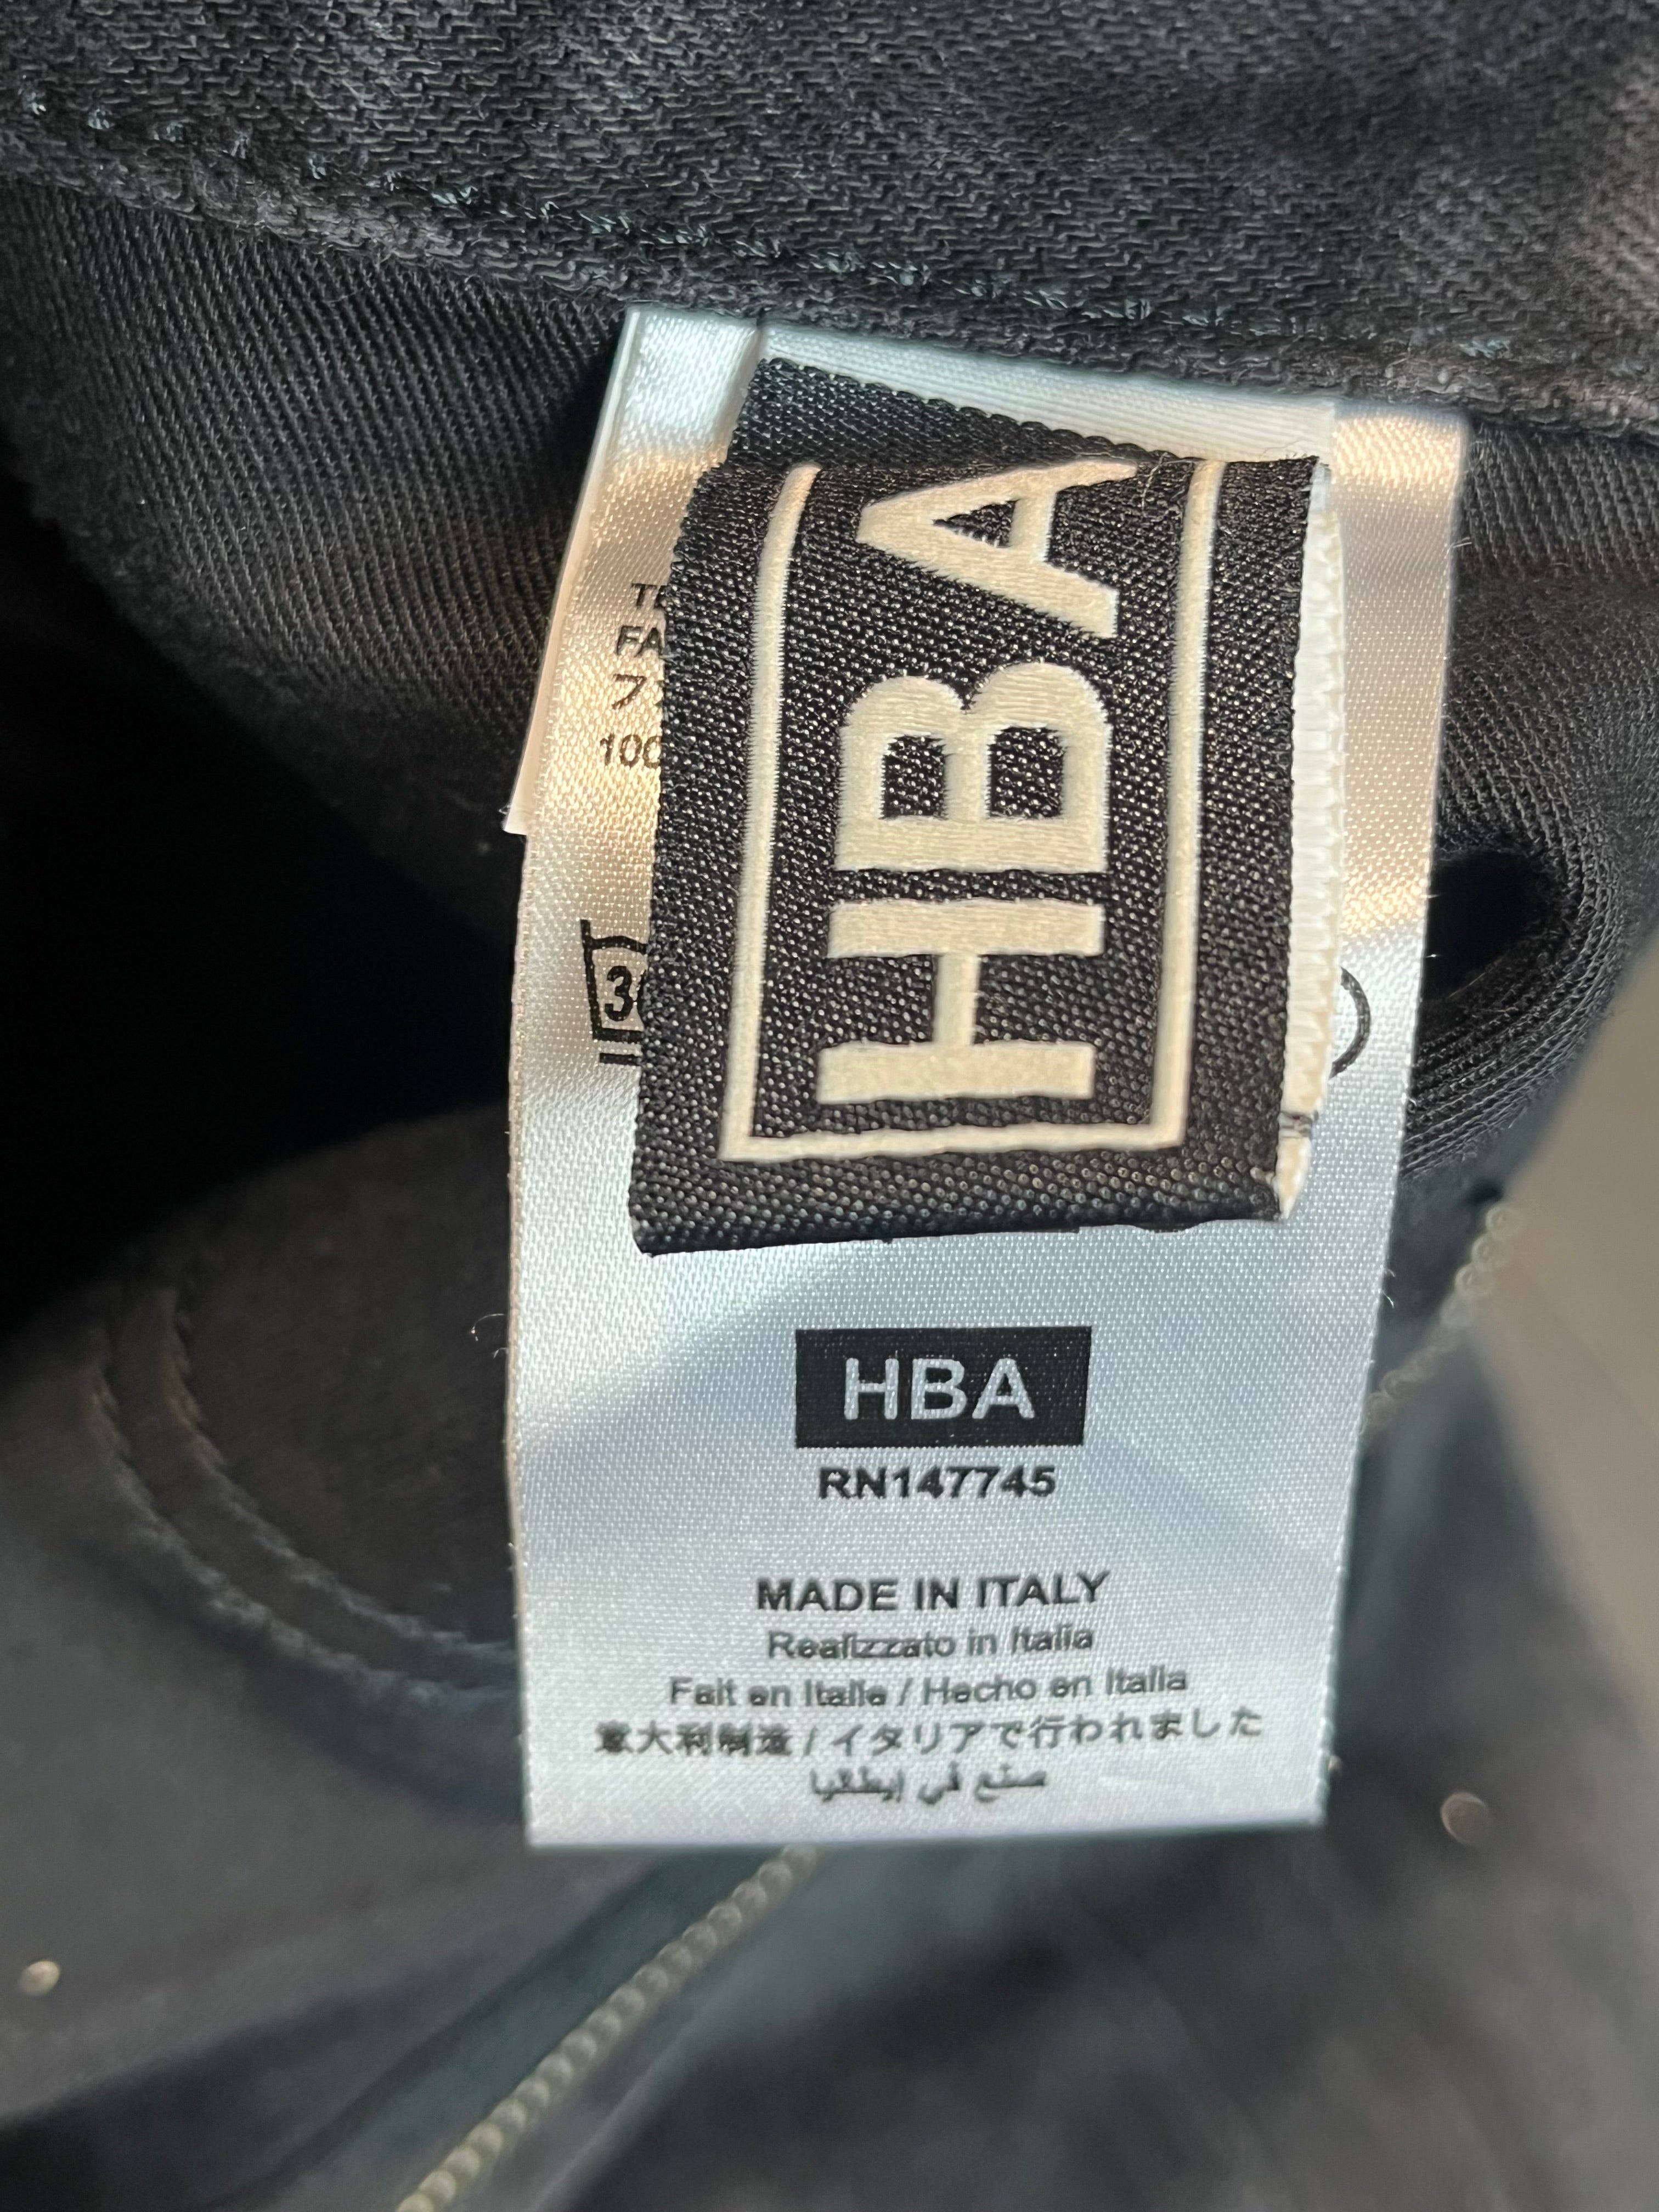 HBA
100
HBA
RN147745
MADE IN ITALY
Realizzato in Italia
Fait en Italie / Hecho en Italia
意大利制造 / イタリアで行われました
صنع في إيطاليا